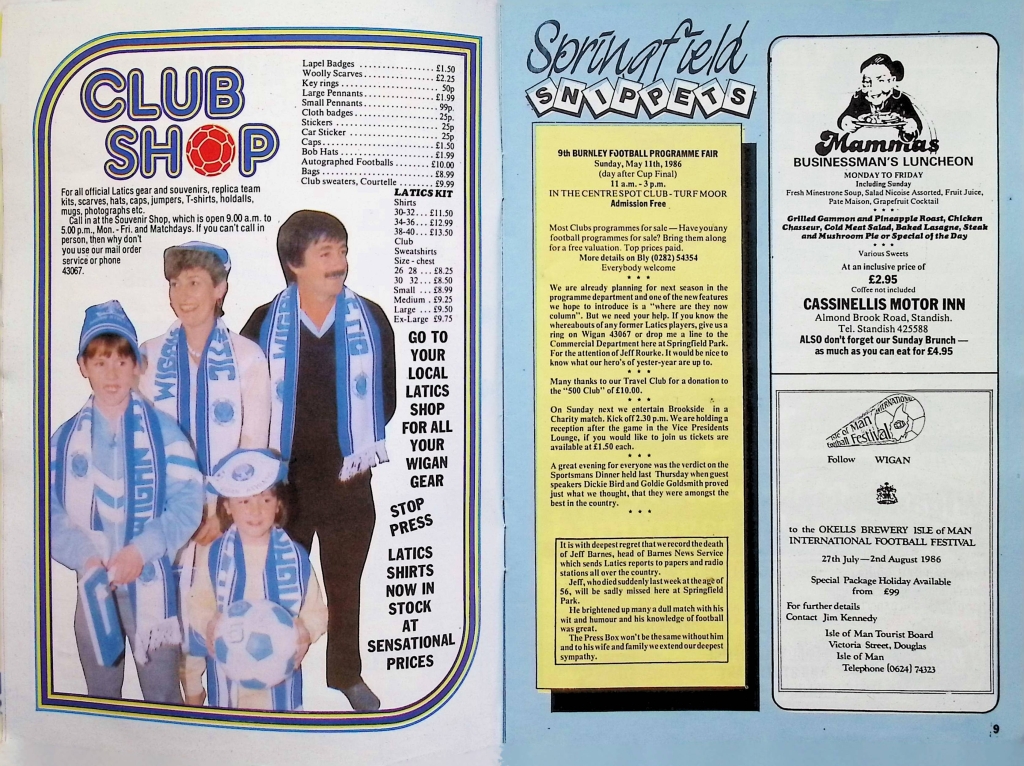 CLUB
SHOP
Lapel Badges .................. £1.50
Woolly Scarves ................ £2.25
Key rings ..................... 50p
Large Pennants ................ £1.99
Small Pennants ................ 99p.
Cloth badges .................. 25p.
Stickers ...................... 25p
Car Sticker ................... 25p
Caps .......................... £1.50
Bob Hats ...................... £1.99
Autographed Footballs ......... £10.00
Bags .......................... £8.99
Club sweaters, Courtelle ...... £9.99
For all official Latics gear and souvenirs, replica team
kits, scarves, hats, caps, jumpers, T-shirts, holdalls,
mugs, photographs etc.
Call in at the Souvenir Shop, which is open 9.00 a.m. to
5.00 p.m., Mon. - Fri. and Matchdays. If you can't call in
person, then why don't
you use our mail order
service or phone
43067.
LATICS KIT
Shirts
30-32 ... £11.50
34-36 ... £12.99
38-40 ... £13.50
Club
Sweatshirts
Size - chest
26 28 ... £8.25
30 32 ... £8.50
Small ... £8.99
Medium . £9.25
Large ... £9.50
Ex-Large £9.75
GO TO
YOUR
LOCAL
LATICS
SHOP
FOR ALL
YOUR
WIGAN
GEAR
STOP
PRESS
LATICS
SHIRTS
NOW IN
STOCK
AT
SENSATIONAL
PRICES
Springfield
SNIPPETS
9th BURNLEY FOOTBALL PROGRAMME FAIR
Sunday, May 11th, 1986
(day after Cup Final)
11 a.m. - 3 p.m.
IN THE CENTRE SPOT CLUB - TURF MOOR
Admission Free
Most Clubs programmes for sale — Have you any
football programmes for sale? Bring them along
for a free valuation. Top prices paid.
More details on Bly (0282) 54354
Everybody welcome
* * *
We are already planning for next season in the
programme department and one of the new features
we hope to introduce is a "where are they now
column". But we need your help. If you know the
whereabouts of any former Latics players, give us a
ring on Wigan 43067 or drop me a line to the
Commercial Department here at Springfield Park.
For the attention of Jeff Rourke. It would be nice to
know what our hero's of yester-year are up to.
* * *
Many thanks to our Travel Club for a donation to
the "500 Club" of £10.00.
* * *
On Sunday next we entertain Brookside in a
Charity match. Kick off 2.30 p.m. We are holding a
reception after the game in the Vice Presidents
Lounge, if you would like to join us tickets are
available at £1.50 each.
* * *
A great evening for everyone was the verdict on the
Sportsmans Dinner held last Thursday when guest
speakers Dickie Bird and Goldie Goldsmith proved
just what we thought, that they were amongst the
best in the country.
* * *
It is with deepest regret that we record the death
of Jeff Barnes, head of Barnes News Service
which sends Latics reports to papers and radio
stations all over the country.
Jeff, who died suddenly last week at the age of
56, will be sadly missed here at Springfield
Park.
He brightened up many a dull match with his
wit and humour and his knowledge of football
was great.
The Press Box won't be the same without him
and to his wife and family we extend our deepest
sympathy.
Mammas
BUSINESSMAN'S LUNCHEON
MONDAY TO FRIDAY
Including Sunday
Fresh Minestrone Soup, Salad Nicoise Assorted, Fruit Juice,
Pate Maison, Grapefruit Cocktail
* * *
Grilled Gammon and Pineapple Roast, Chicken
Chasseur, Cold Meat Salad, Baked Lasagne, Steak
and Mushroom Pie or Special of the Day
* * *
Various Sweets
At an inclusive price of
£2.95
Coffee not included
CASSINELLIS MOTOR INN
Almond Brook Road, Standish.
Tel. Standish 425588
ALSO don't forget our Sunday Brunch —
as much as you can eat for £4.95
Isle of Man INTERNATIONAL
Football Festival
Follow WIGAN
to the OKELLS BREWERY ISLE of MAN
INTERNATIONAL FOOTBALL FESTIVAL
27th July—2nd August 1986
Special Package Holiday Available
from £99
For further details
Contact Jim Kennedy
Isle of Man Tourist Board
Victoria Street, Douglas
Isle of Man
Telephone (0624) 74323
9